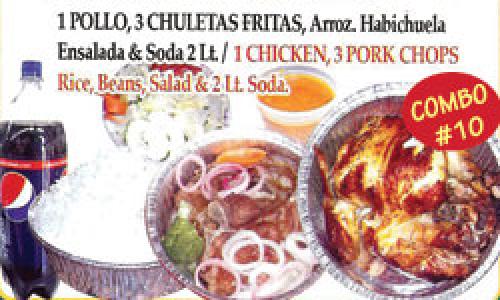 1 POLLO, 3 CHULETAS FRITAS, Arroz. Habichuela
Ensalada & Soda 2 Lt. / 1 CHICKEN, 3 PORK CHOPS
Rice, Beans, Salad & 2 Lt. Soda.
COMBO
#10